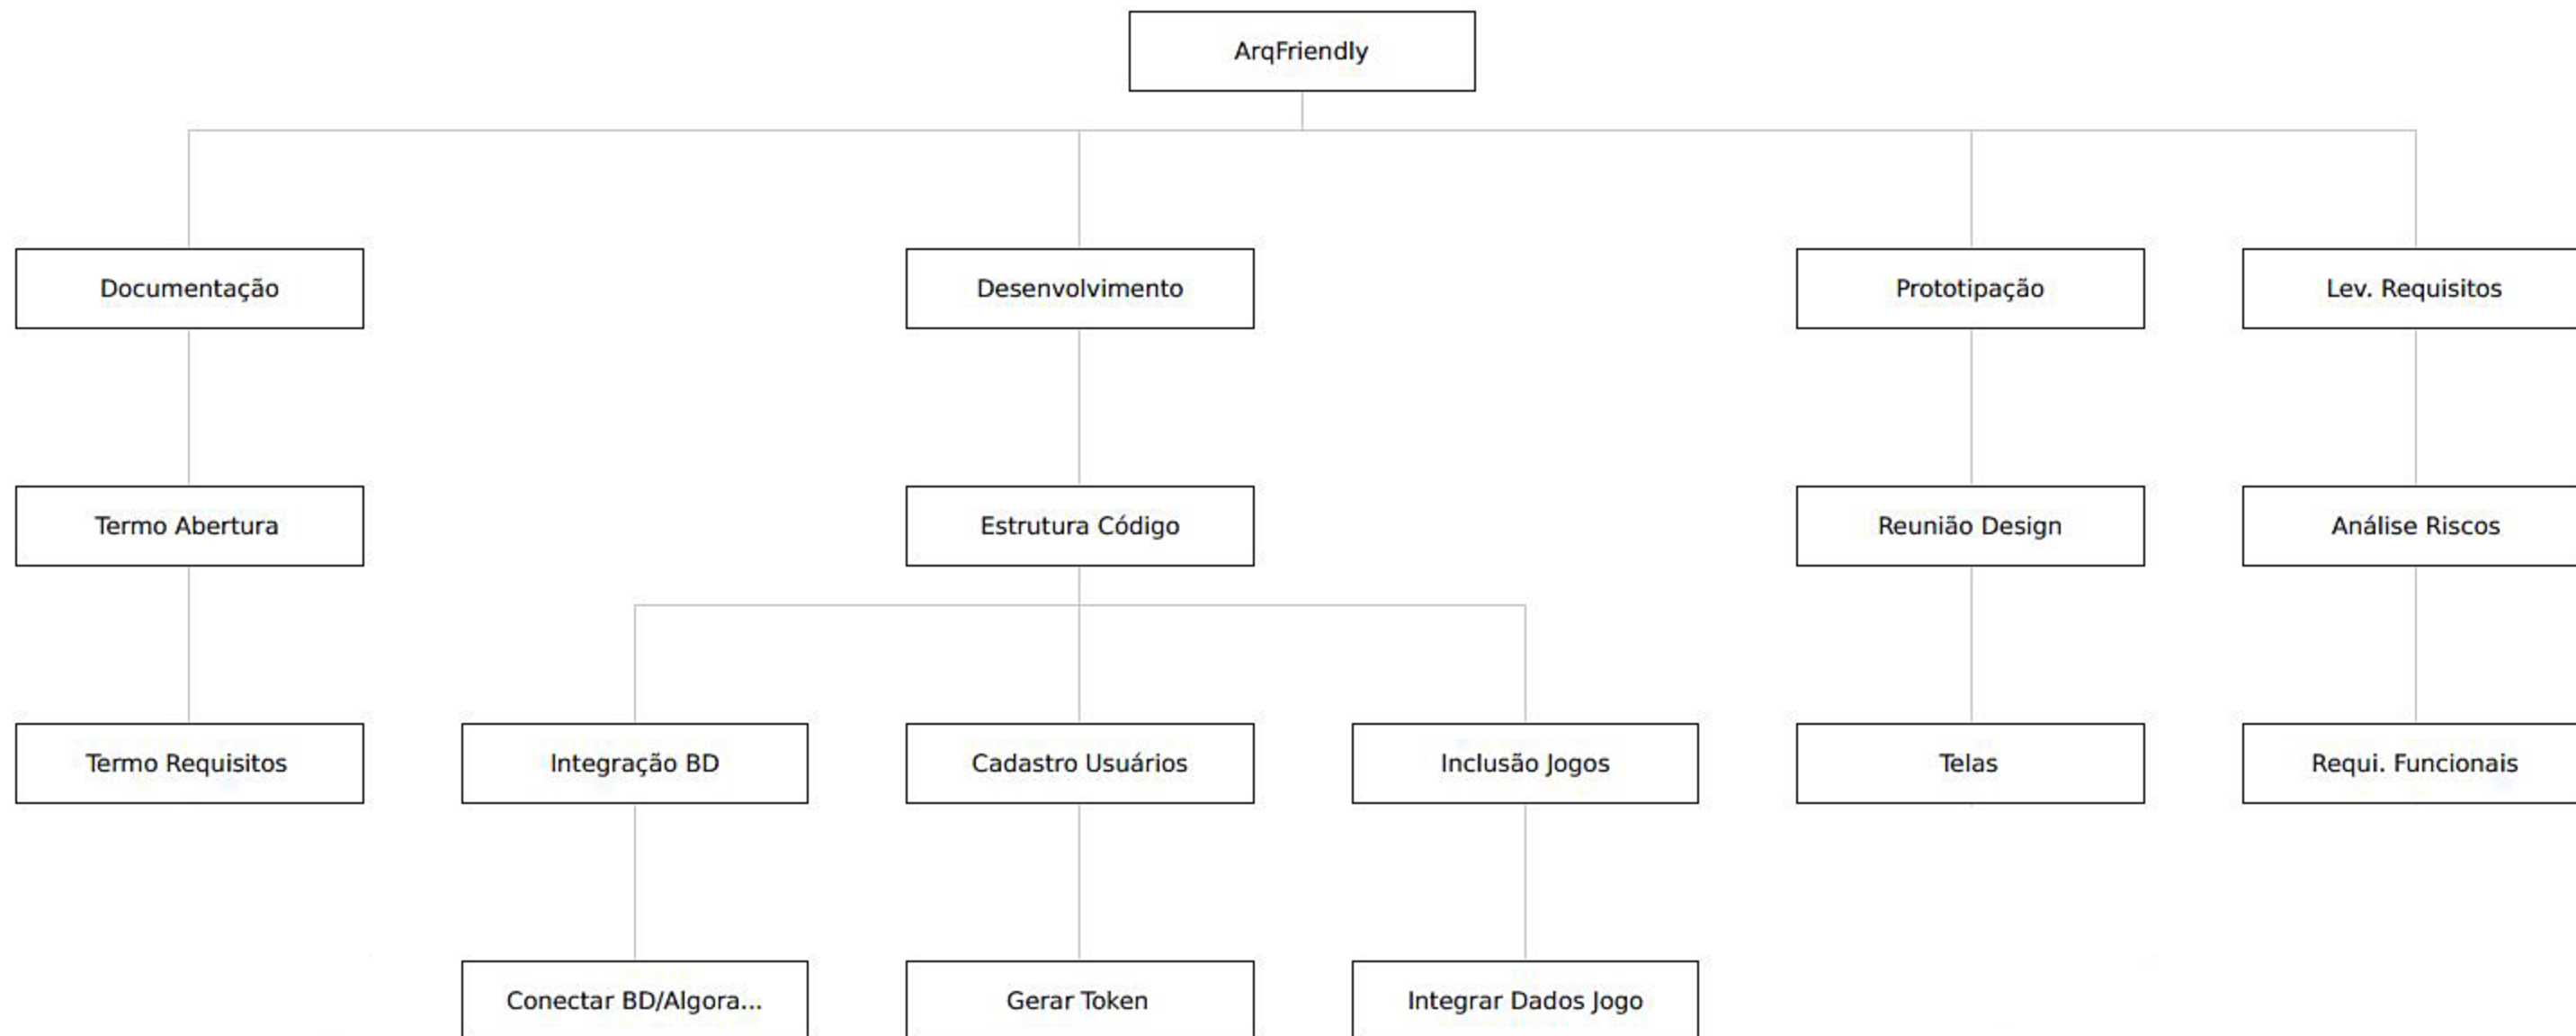 ArqFriendly
Documentação
Desenvolvimento
Prototipação
Lev. Requisitos
Termo Abertura
Estrutura Código
Reunião Design
Análise Riscos
Termo Requisitos
Integração BD
Cadastro Usuários
Inclusão Jogos
Telas
Requi. Funcionais
Conectar BD/Algora...
Gerar Token
Integrar Dados Jogo